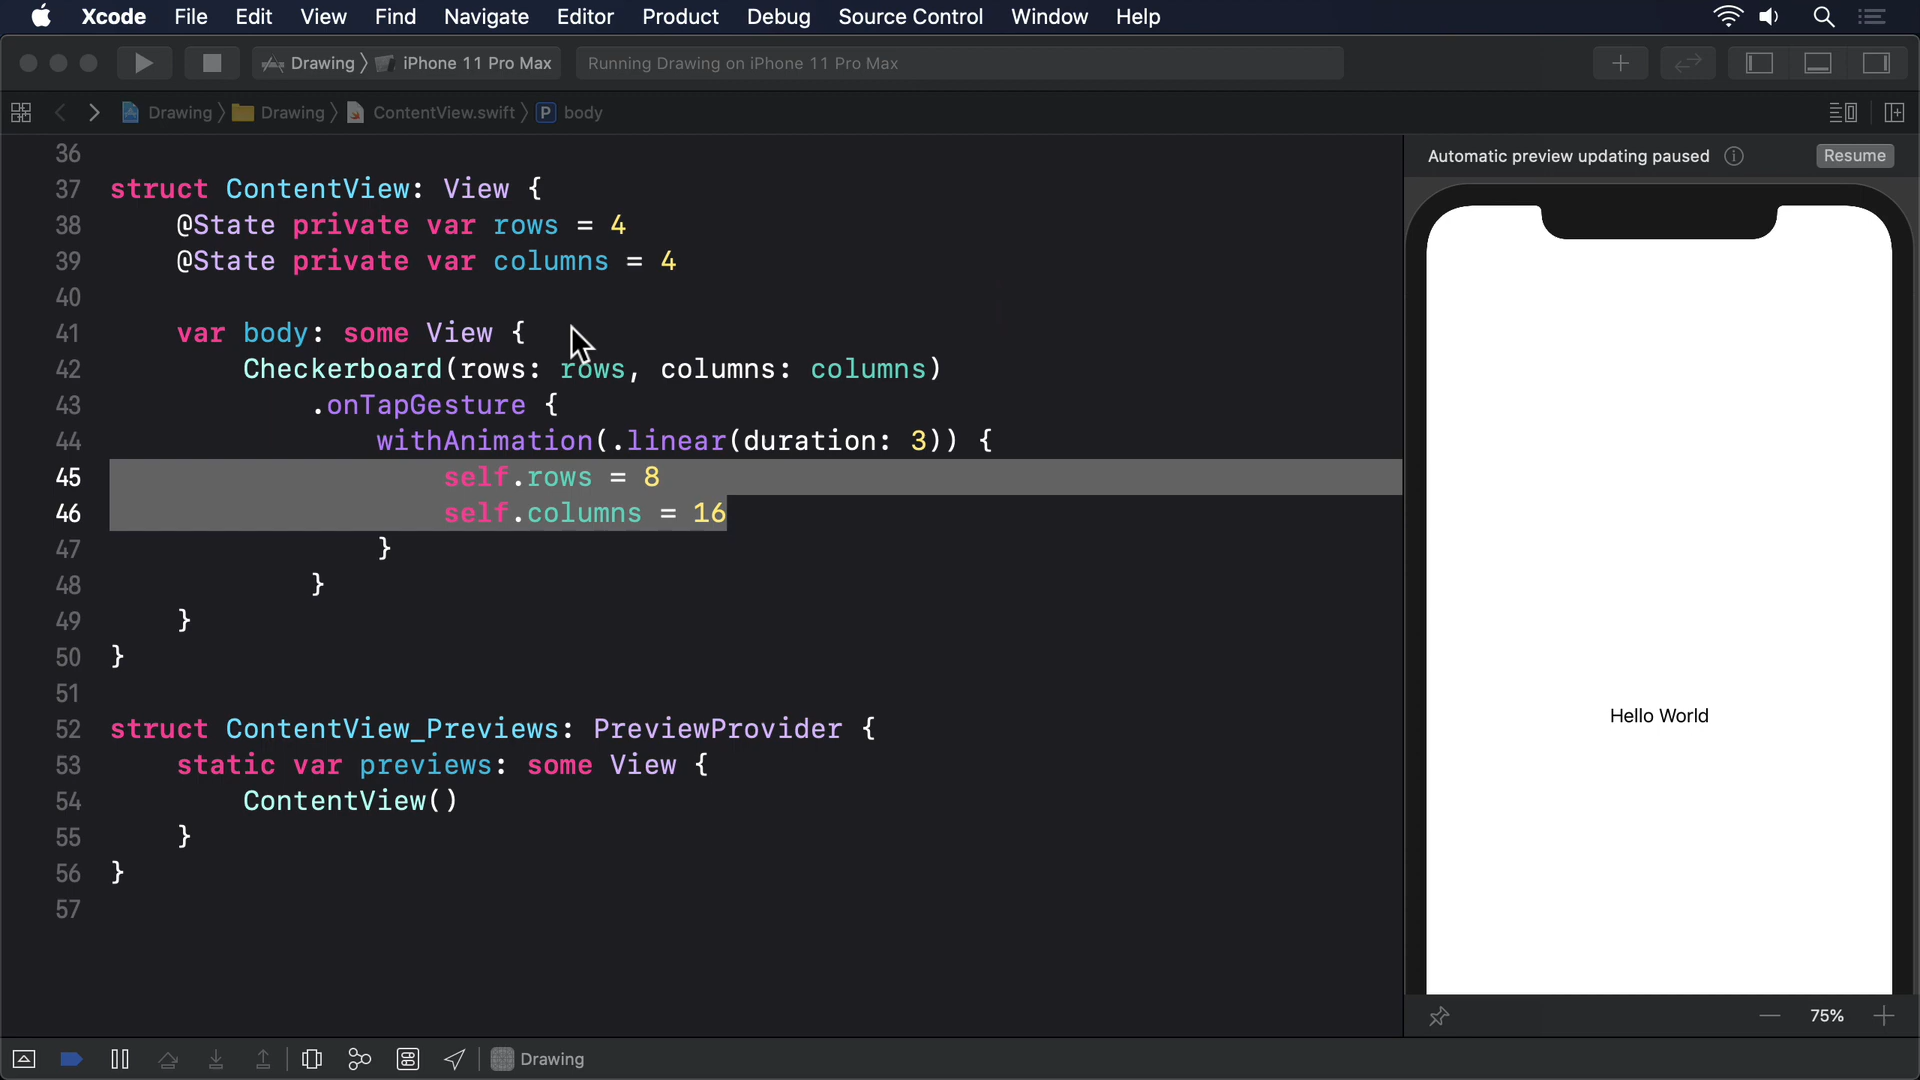 Xcode File Edit View Find Navigate Editor Product Debug Source Control Window Help
Drawing iPhone 11 Pro Max Running Drawing on iPhone 11 Pro Max
Drawing Drawing ContentView.swift P body
Automatic preview updating paused Resume
36
37 struct ContentView: View {
38 @State private var rows = 4
39 @State private var columns = 4
40
41 var body: some View {
42 Checkerboard(rows: rows, columns: columns)
43 .onTapGesture {
44 withAnimation(.linear(duration: 3)) {
45 self.rows = 8
46 self.columns = 16
47 }
48 }
49 }
50 }
51
52 struct ContentView_Previews: PreviewProvider {
53 static var previews: some View {
54 ContentView()
55 }
56 }
57
Hello World
75%
Drawing